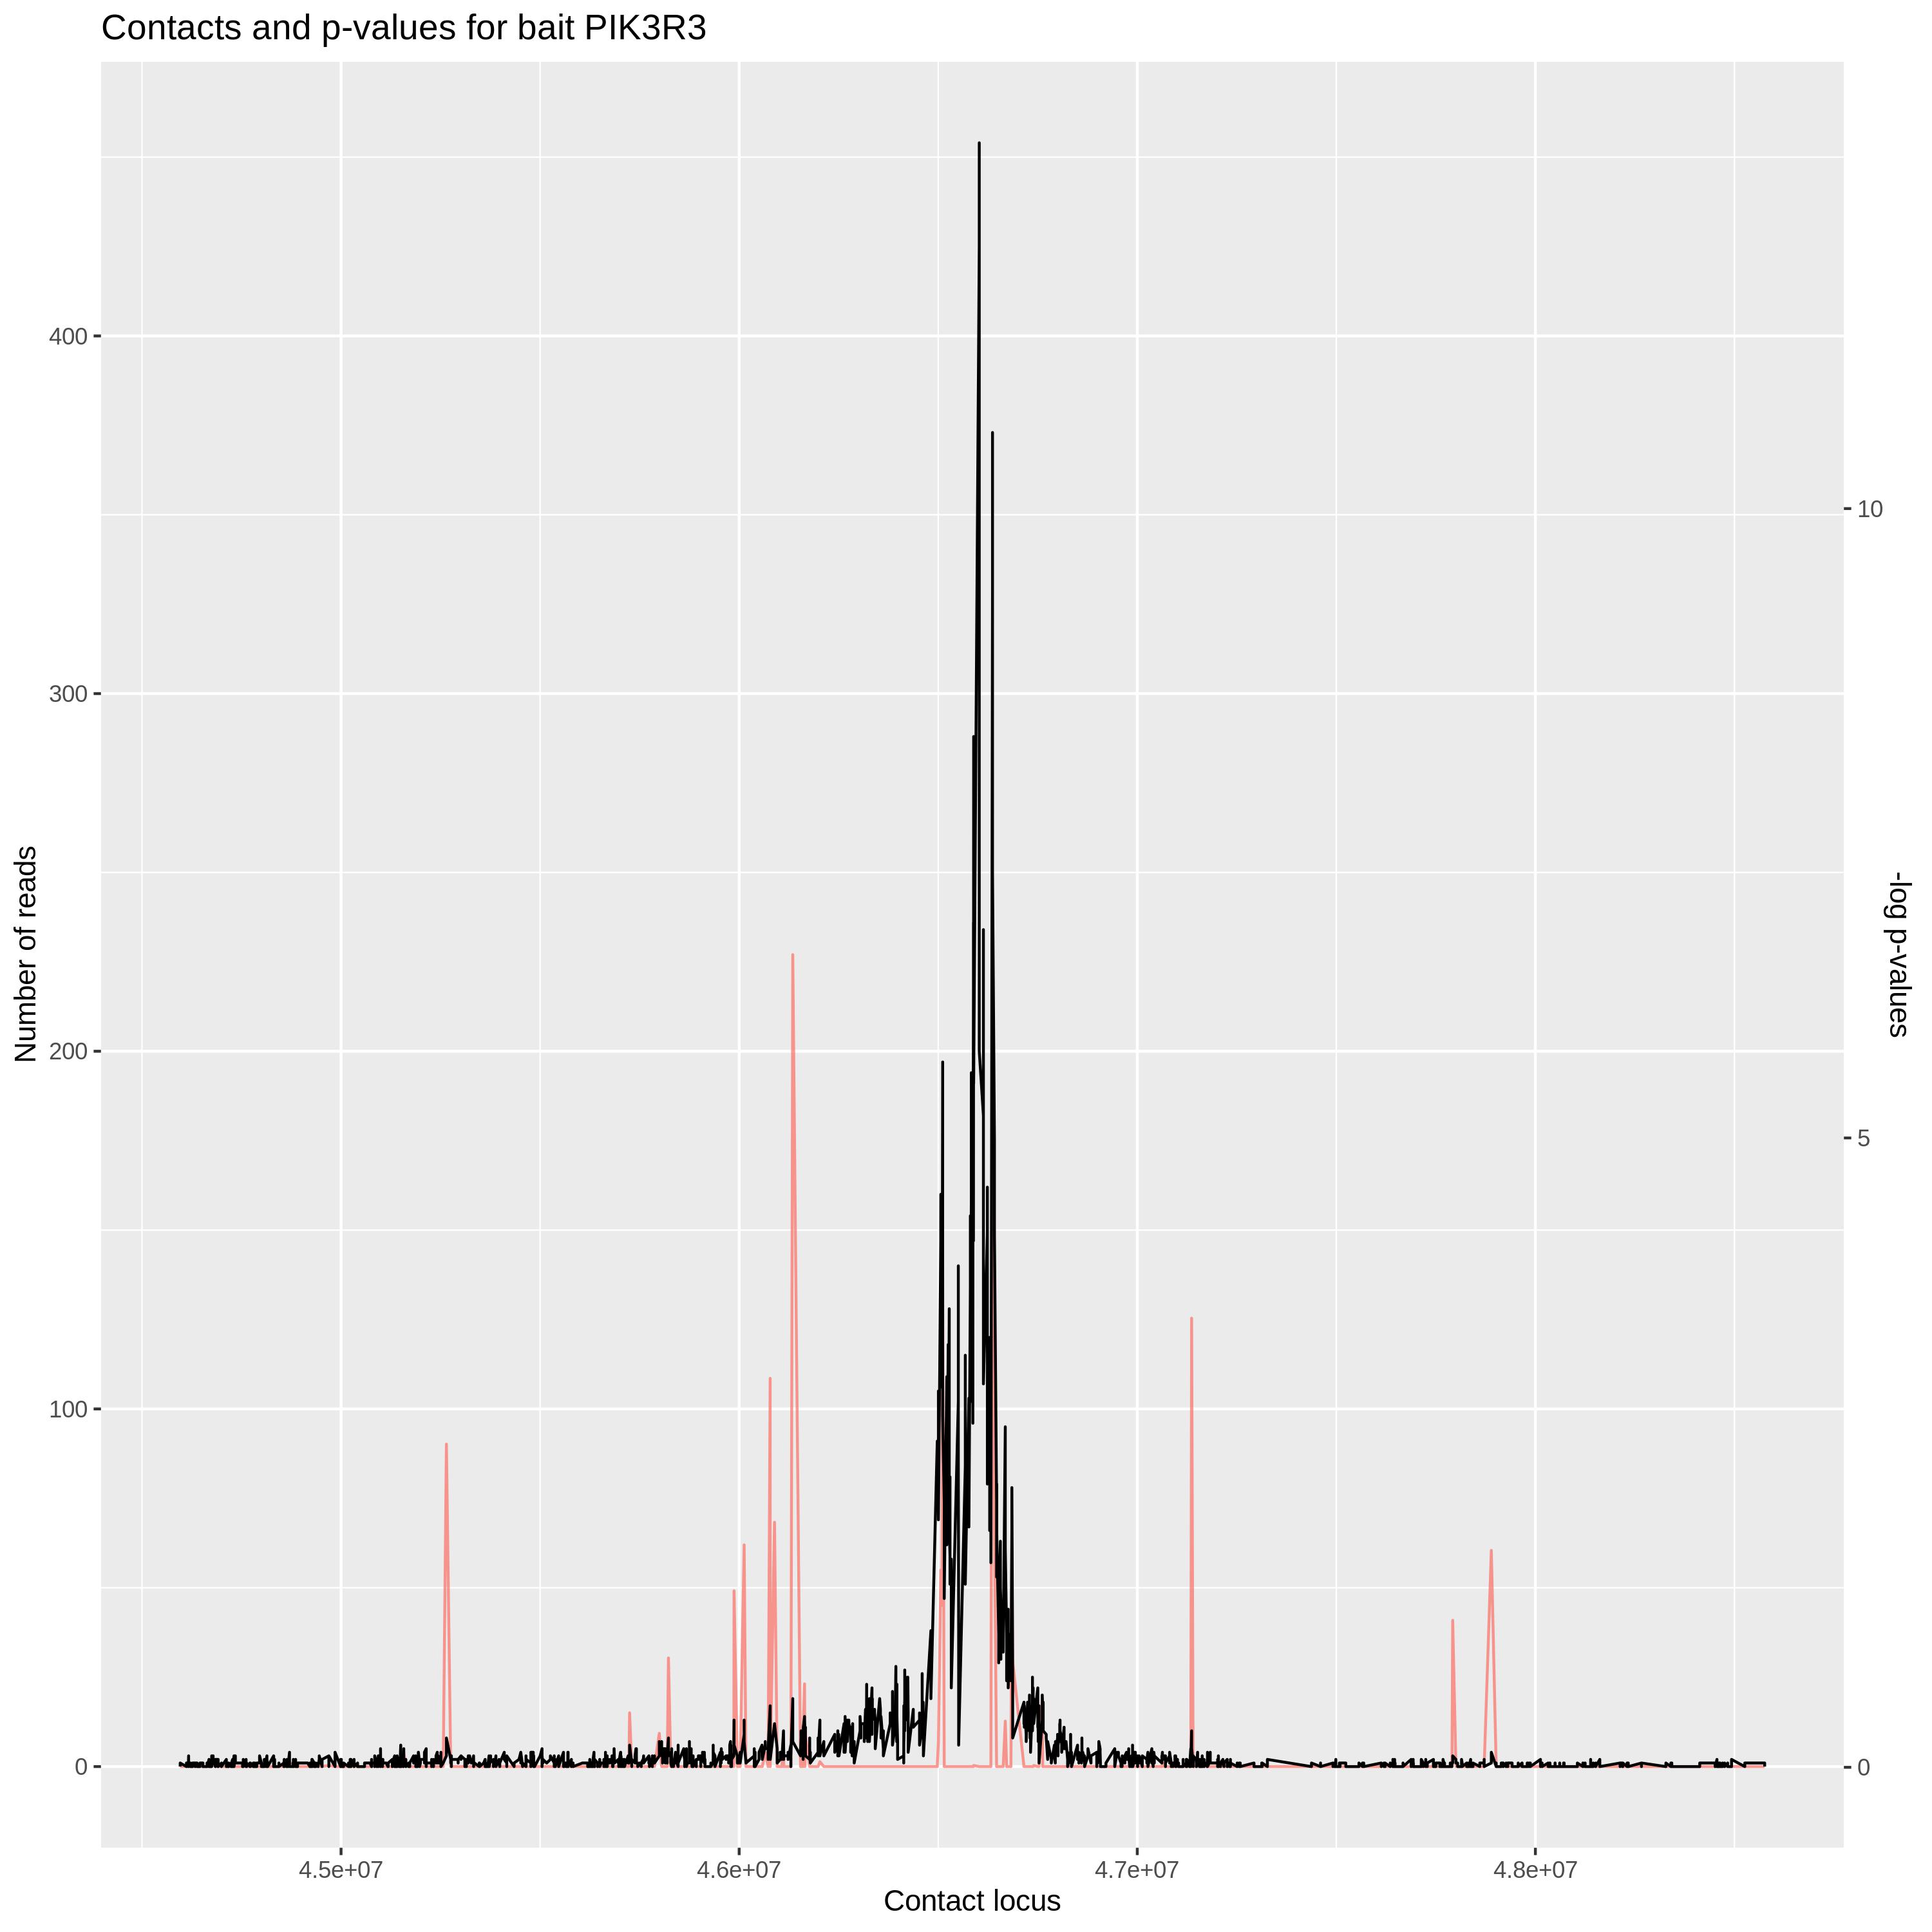 Contacts and p-values for bait PIK3R3
400
300
200
100
0
Number of reads
10
5
0
-log p-values
4.5e+07
4.6e+07
4.7e+07
4.8e+07
Contact locus